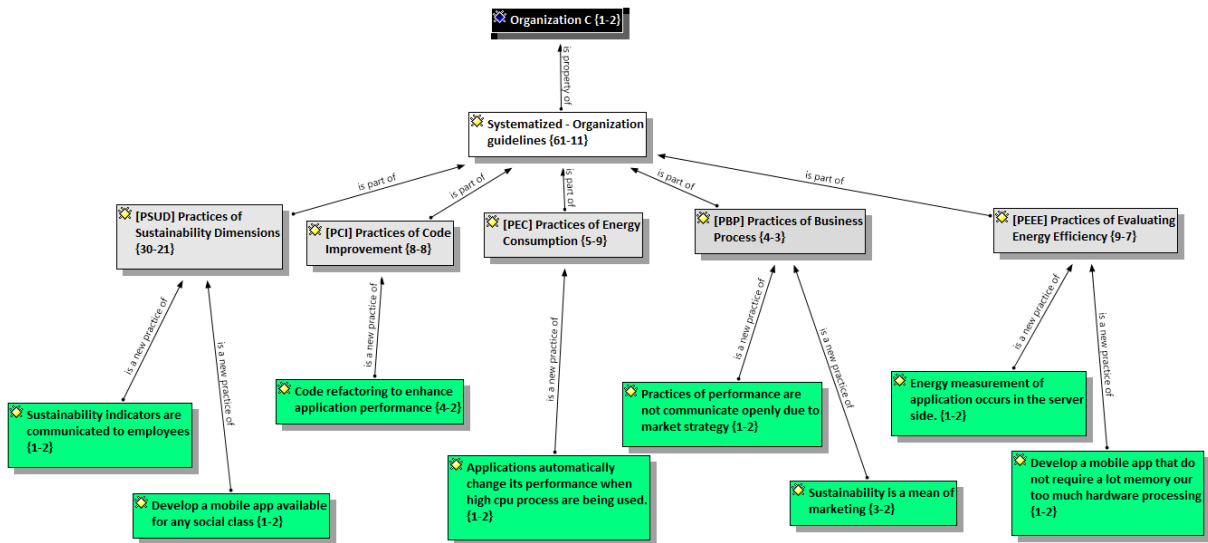 Organization C {1-2}
is property of
Systematized - Organization
guidelines {61-11}
is part of
is part of
is part of
is part of
is part of
[PSUD] Practices of
Sustainability Dimensions
{30-21}
[PCI] Practices of Code
Improvement {8-8}
[PEC] Practices of Energy
Consumption {5-9}
[PBP] Practices of Business
Process {4-3}
[PEEE] Practices of Evaluating
Energy Efficiency {9-7}
is a new practice of
is a new practice of
is a new practice of
is a new practice of
is a new practice of
is a new practice of
is a new practice of
is a new practice of
Sustainability indicators are
communicated to employees
{1-2}
Develop a mobile app available
for any social class {1-2}
Code refactoring to enhance
application performance {4-2}
Applications automatically
change its performance when
high cpu process are being used.
{1-2}
Practices of performance are
not communicate openly due to
market strategy {1-2}
Sustainability is a mean of
marketing {3-2}
Energy measurement of
application occurs in the server
side. {1-2}
Develop a mobile app that do
not require a lot memory our
too much hardware processing
{1-2}